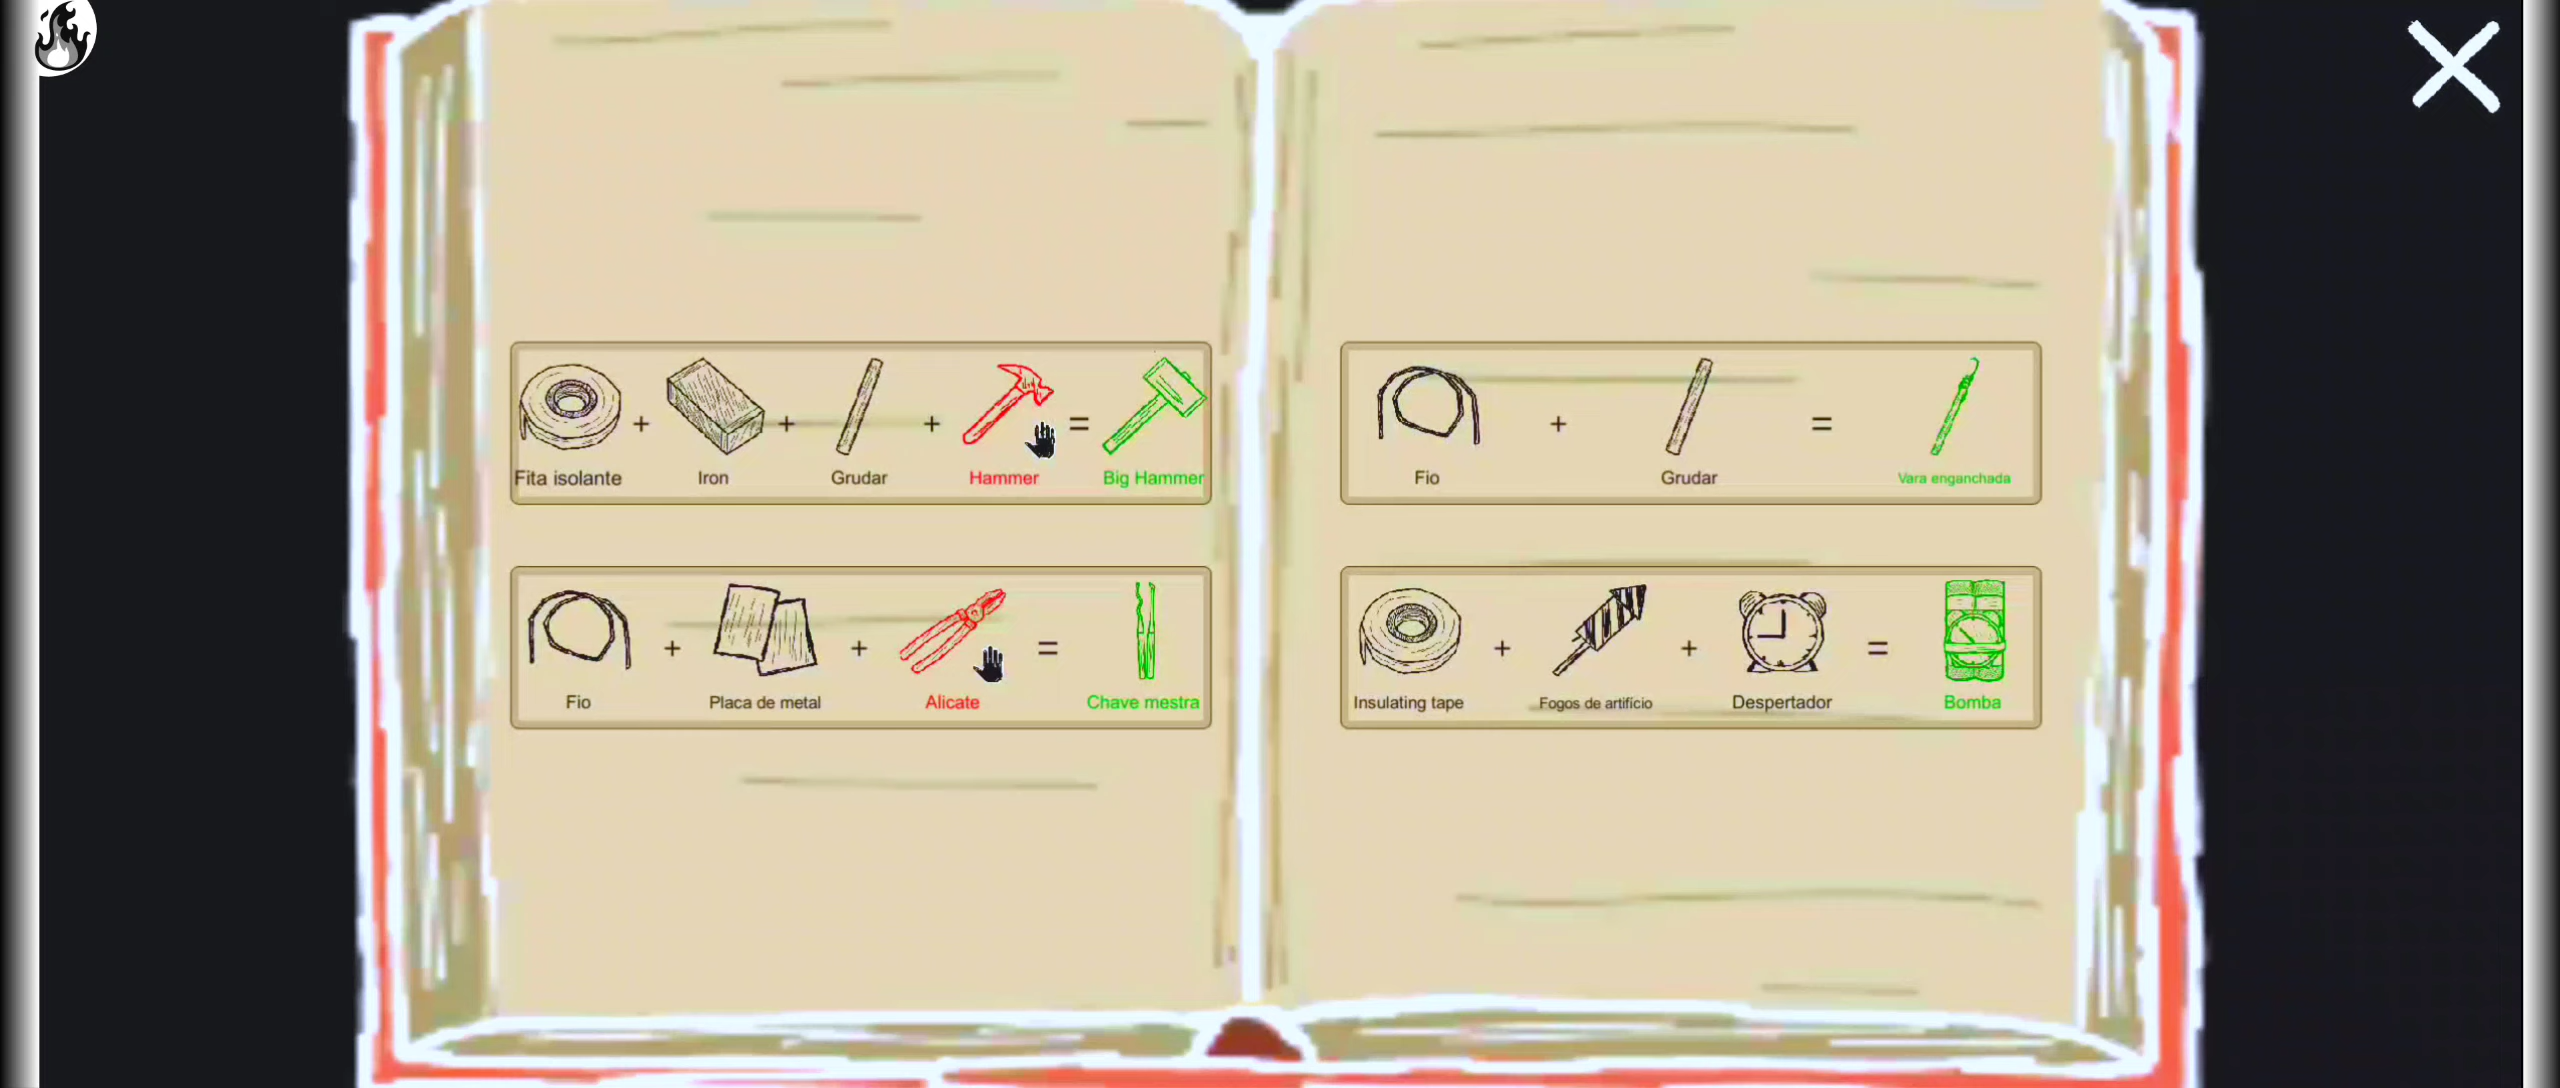 Fita isolante + Iron + Grudar + Hammer = Big Hammer
Fio + Placa de metal + Alicate = Chave mestra
Fio + Grudar = Vara enganchada
Insulating tape + Fogos de artifício + Despertador = Bomba